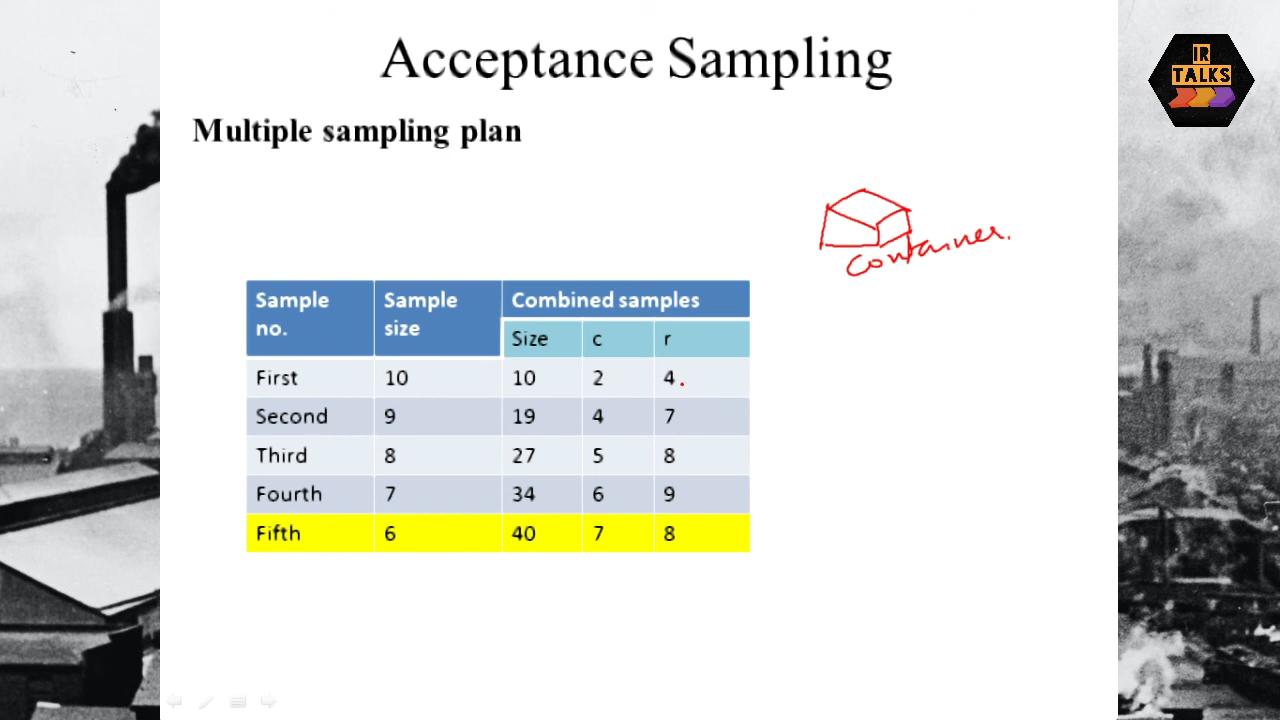 Acceptance Sampling
IR
TALKS
Multiple sampling plan
container.
Sample no. Sample size Combined samples
Size c r
First 10 10 2 4
Second 9 19 4 7
Third 8 27 5 8
Fourth 7 34 6 9
Fifth 6 40 7 8